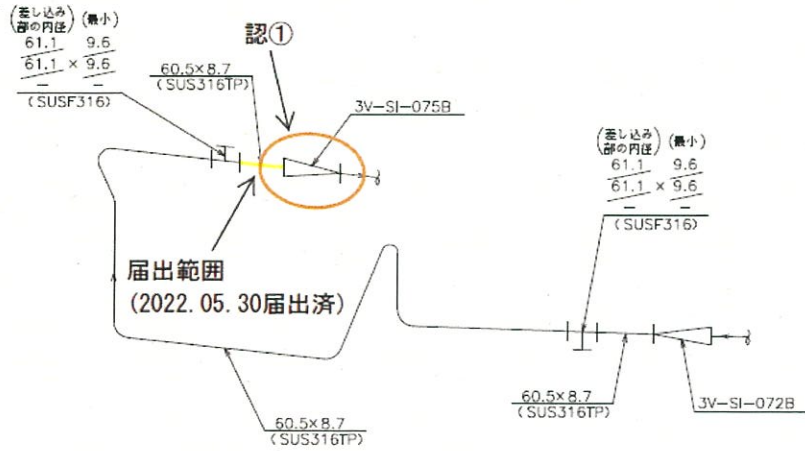 (差し込み部の内径) (最小)
61.1 9.6
61.1 × 9.6
— —
(SUSF316)
60.5×8.7
(SUS316TP)
認①
3V-SI-075B
届出範囲
(2022.05.30届出済)
(差し込み部の内径) (最小)
61.1 9.6
61.1 × 9.6
— —
(SUSF316)
60.5×8.7
(SUS316TP)
60.5×8.7
(SUS316TP)
3V-SI-072B